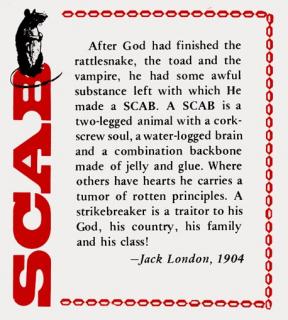 SCAB
After God had finished the
rattlesnake, the toad and the
vampire, he had some awful
substance left with which He
made a SCAB. A SCAB is a
two-legged animal with a cork-
screw soul, a water-logged brain
and a combination backbone
made of jelly and glue. Where
others have hearts he carries a
tumor of rotten principles. A
strikebreaker is a traitor to his
God, his country, his family
and his class!
—Jack London, 1904